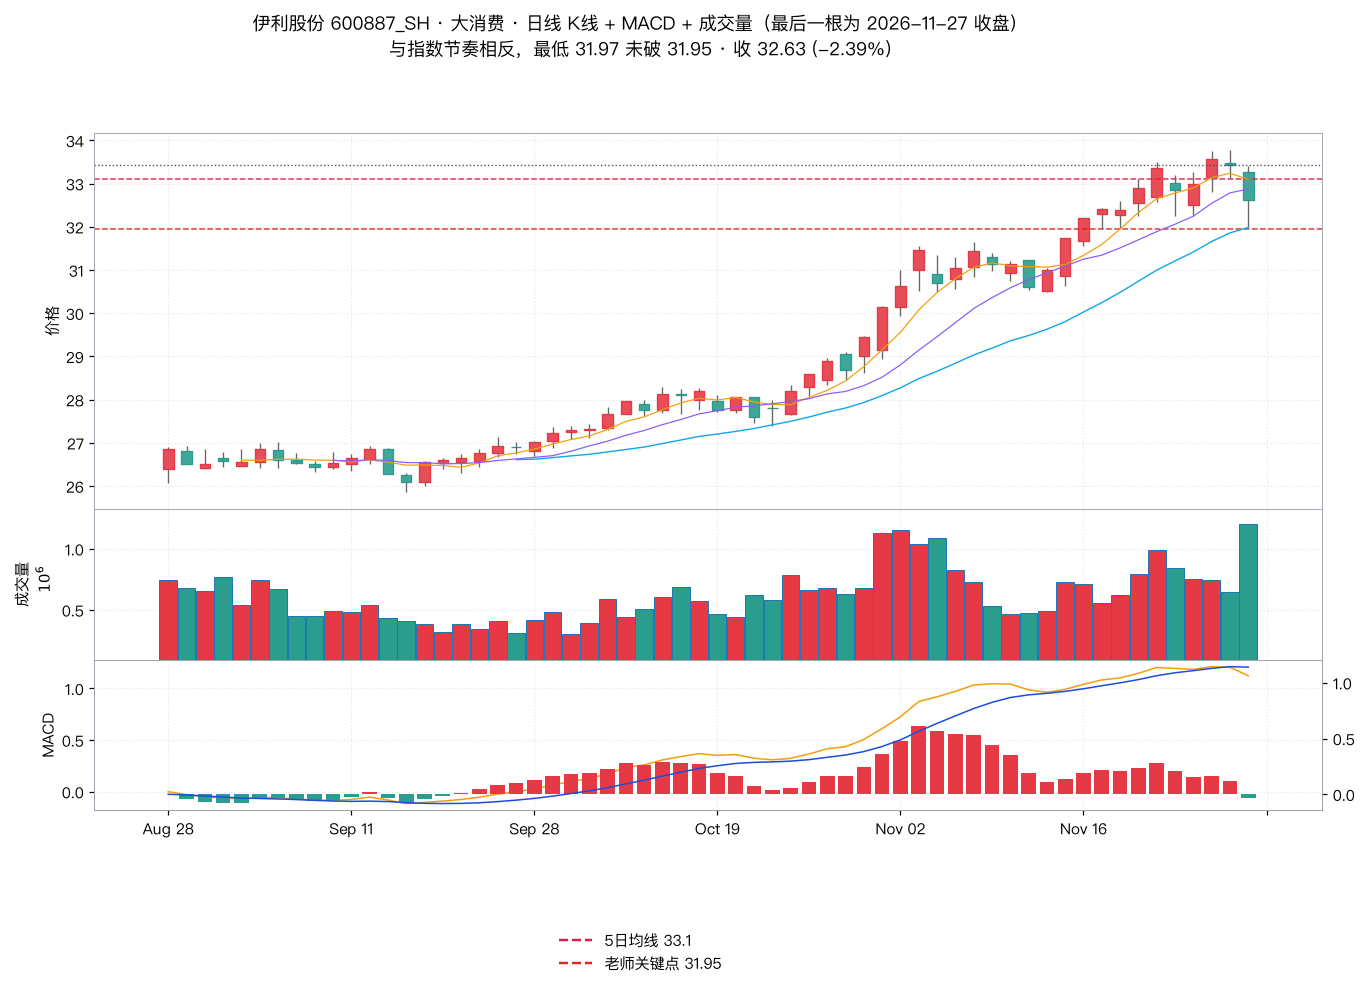 伊利股份 600887_SH · 大消费 · 日线 K线 + MACD + 成交量（最后一根为 2026−11−27 收盘）
与指数节奏相反，最低 31.97 未破 31.95 · 收 32.63 (−2.39%)
34
33
32
31
30
29
28
27
26
价格
1.0
0.5
成交量
10⁶
1.0
0.5
0.0
MACD
1.0
0.5
0.0
Aug 28
Sep 11
Sep 28
Oct 19
Nov 02
Nov 16
5日均线 33.1
老师关键点 31.95